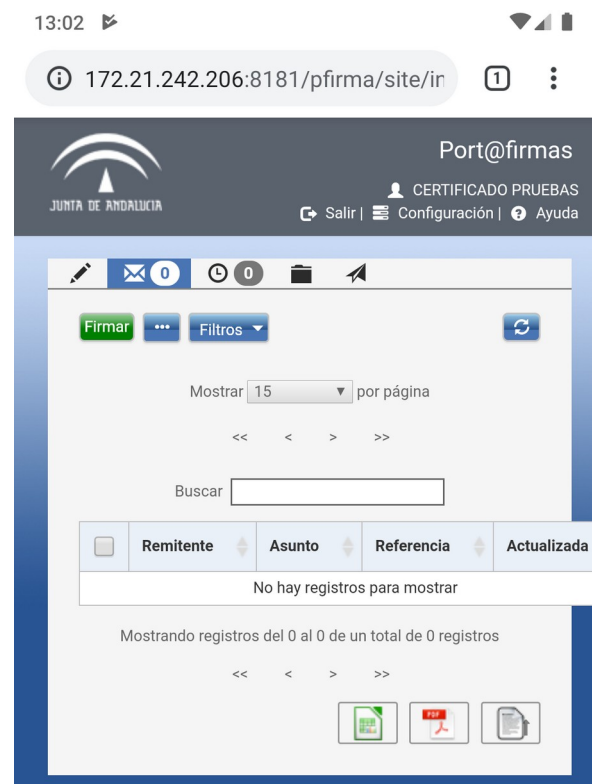 13:02
172.21.242.206:8181/pfirma/site/in
1
JUNTA DE ANDALUCIA
Port@firmas
CERTIFICADO PRUEBAS
Salir | Configuración | Ayuda
0 0
Firmar ... Filtros
Mostrar 15 por página
<< < > >>
Buscar
Remitente Asunto Referencia Actualizada
No hay registros para mostrar
Mostrando registros del 0 al 0 de un total de 0 registros
<< < > >>
PDF